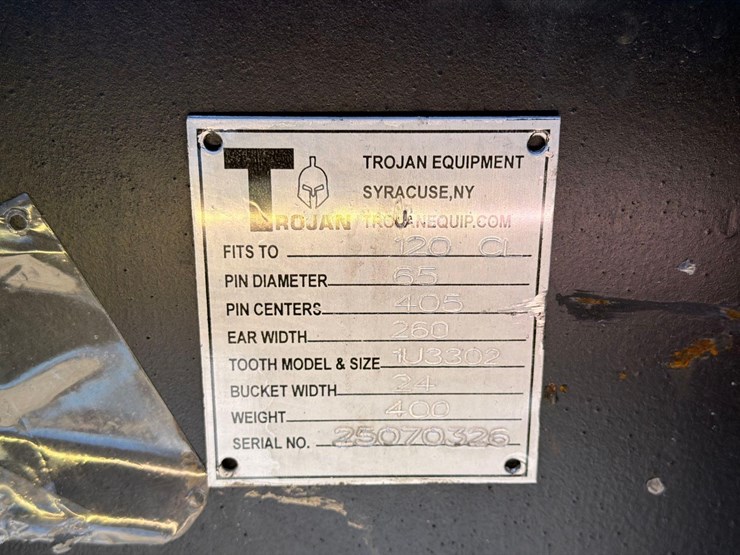 TROJAN EQUIPMENT
SYRACUSE,NY
TROJAN TROJANEQUIP.COM
FITS TO 120 CL
PIN DIAMETER 65
PIN CENTERS 405
EAR WIDTH 260
TOOTH MODEL & SIZE 1U3302
BUCKET WIDTH 24
WEIGHT 400
SERIAL NO. 25070326